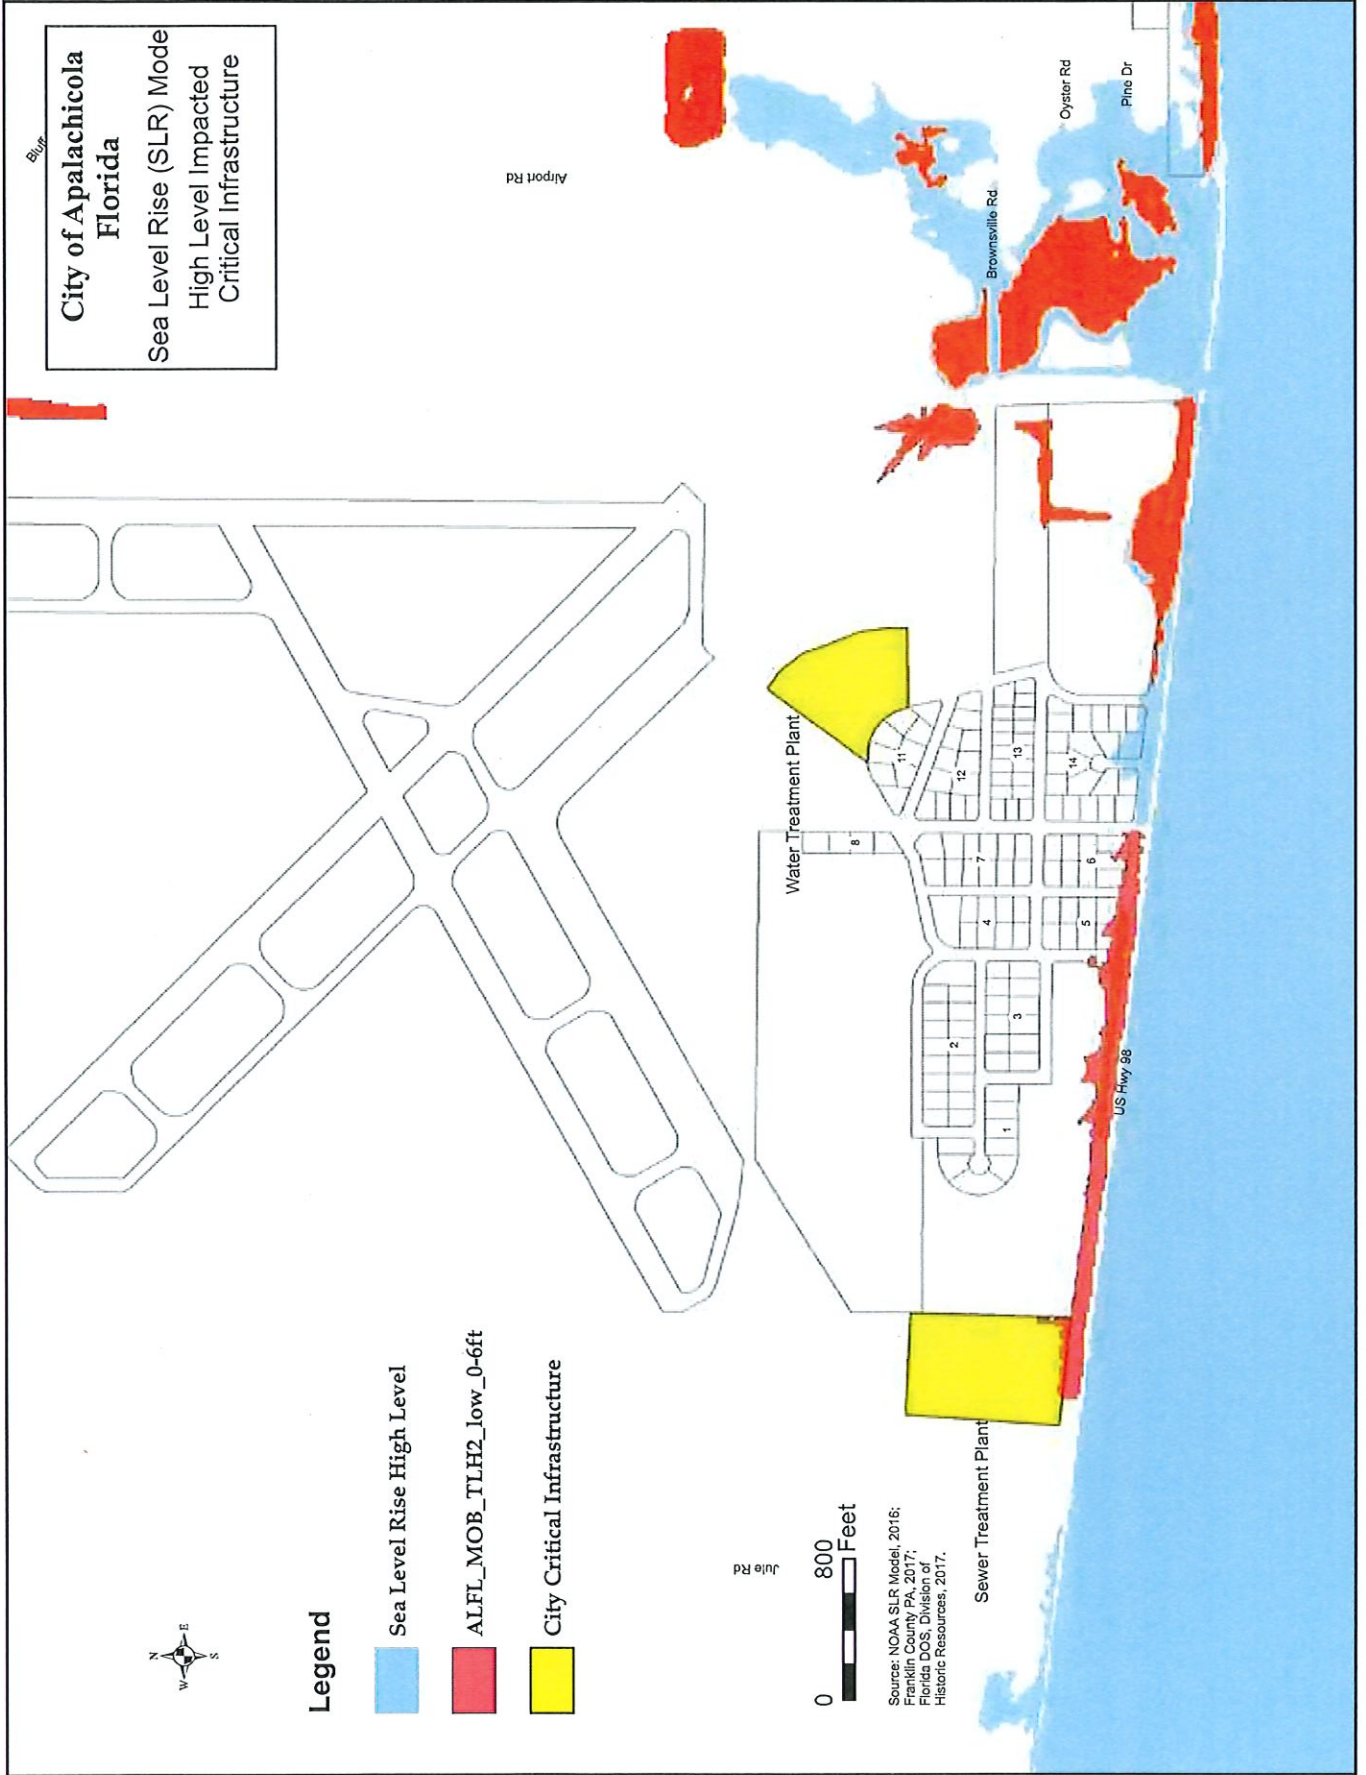 Bluff
City of Apalachicola
Florida
Sea Level Rise (SLR) Mode
High Level Impacted
Critical Infrastructure
Airport Rd
Oyster Rd
Pine Dr
Brownsville Rd
Water Treatment Plant
11
12
13
14
8
7
6
4
5
2
3
1
US Hwy 98
N
W
E
S
Legend
Sea Level Rise High Level
ALFL_MOB_TLH2_low_0-6ft
City Critical Infrastructure
Jule Rd
0
800
Feet
Source: NOAA SLR Model, 2016;
Franklin County PA, 2017;
Florida DOS, Division of
Historic Resources, 2017.
Sewer Treatment Plant